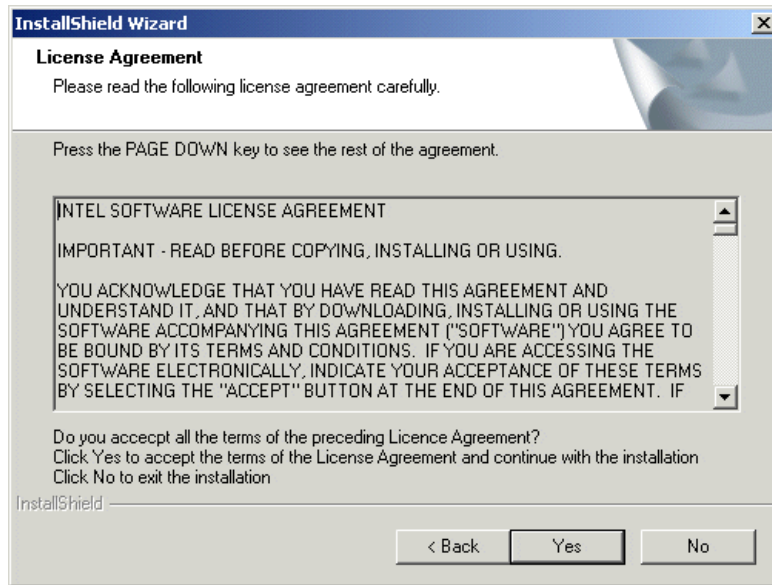 InstallShield Wizard
License Agreement
Please read the following license agreement carefully.
Press the PAGE DOWN key to see the rest of the agreement.
INTEL SOFTWARE LICENSE AGREEMENT
IMPORTANT - READ BEFORE COPYING, INSTALLING OR USING.
YOU ACKNOWLEDGE THAT YOU HAVE READ THIS AGREEMENT AND
UNDERSTAND IT, AND THAT BY DOWNLOADING, INSTALLING OR USING THE
SOFTWARE ACCOMPANYING THIS AGREEMENT ("SOFTWARE") YOU AGREE TO
BE BOUND BY ITS TERMS AND CONDITIONS.  IF YOU ARE ACCESSING THE
SOFTWARE ELECTRONICALLY, INDICATE YOUR ACCEPTANCE OF THESE TERMS
BY SELECTING THE "ACCEPT" BUTTON AT THE END OF THIS AGREEMENT.  IF
Do you accecpt all the terms of the preceding Licence Agreement?
Click Yes to accept the terms of the License Agreement and continue with the installation
Click No to exit the installation
InstallShield
< Back
Yes
No